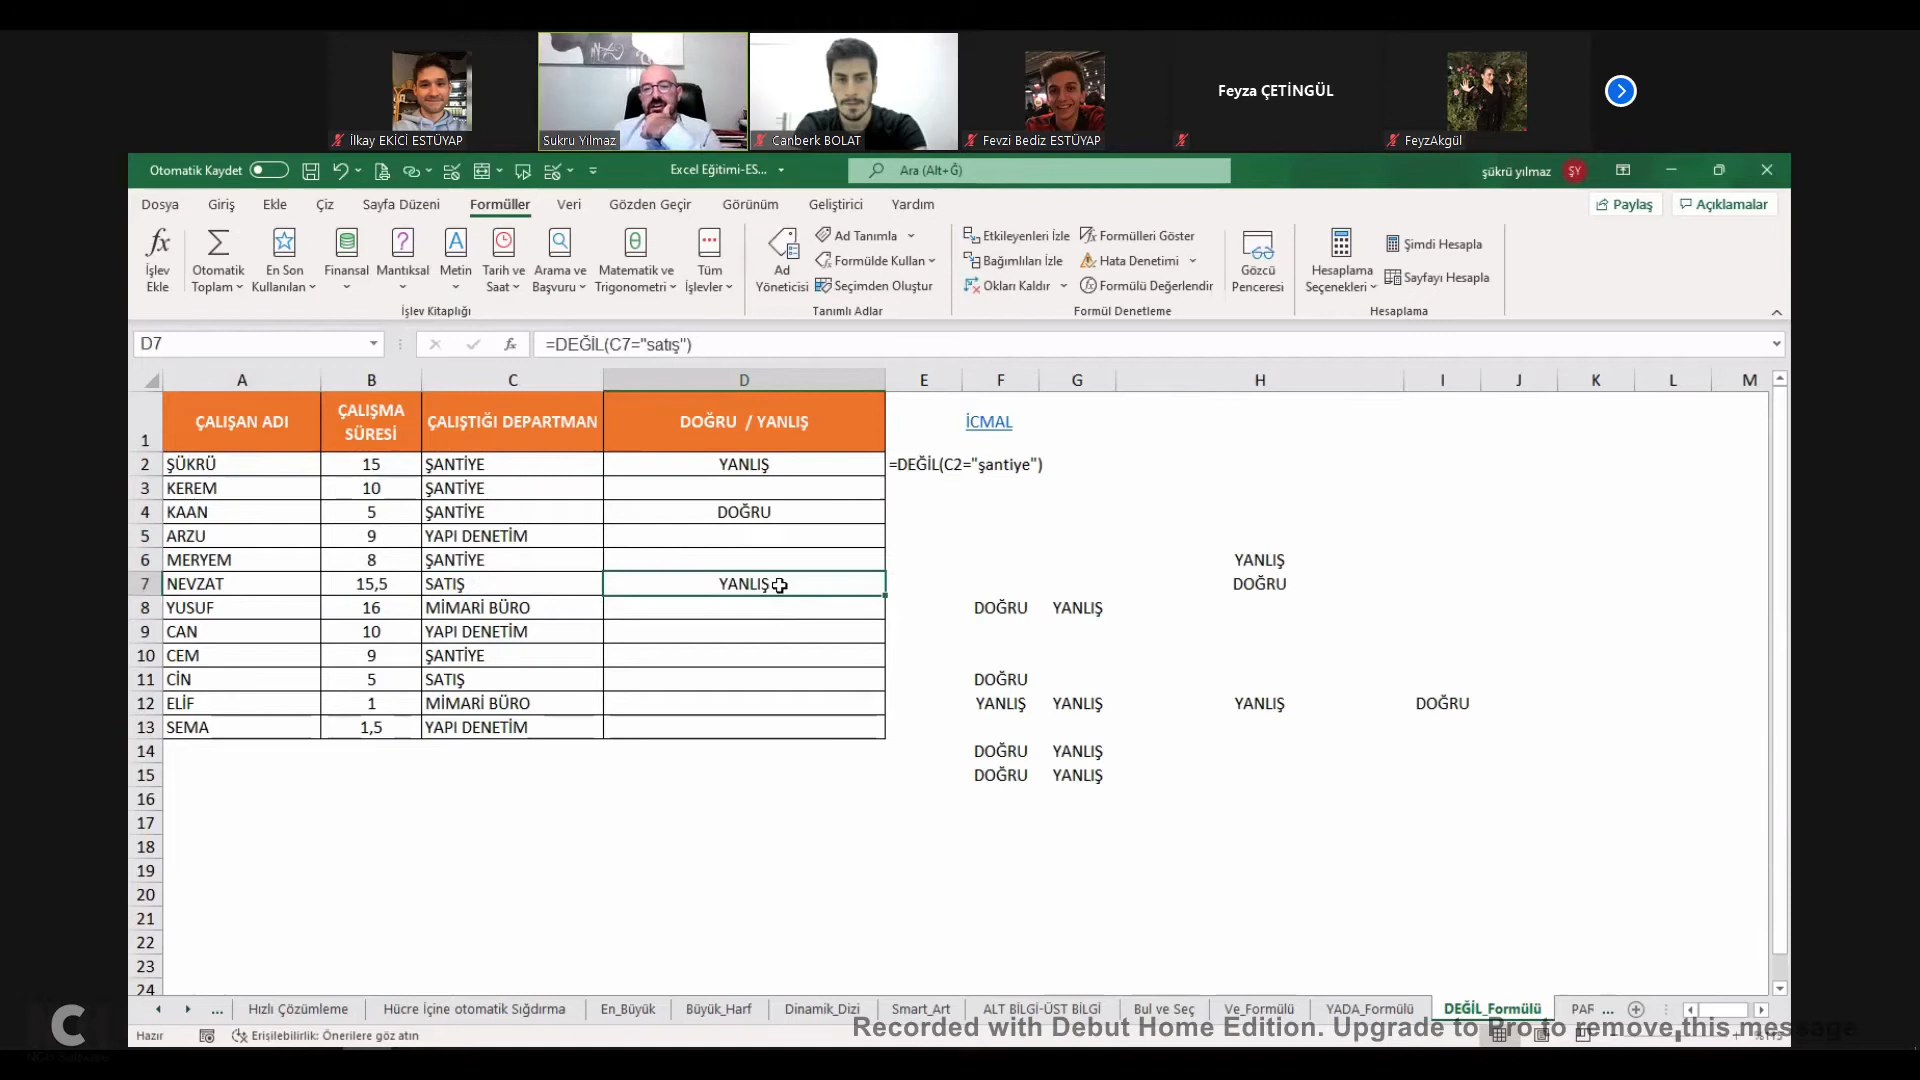 Feyza ÇETİNGÜL
İlkay EKİCİ ESTÜYAP
Sukru Yılmaz
Canberk BOLAT
Fevzi Bediz ESTÜYAP
FeyzAkgül
Otomatik Kaydet
Excel Eğitimi-ES...
Ara (Alt+Ğ)
şükrü yılmaz
ŞY
Dosya Giriş Ekle Çiz Sayfa Düzeni Formüller Veri Gözden Geçir Görünüm Geliştirici Yardım
Paylaş
Açıklamalar
İşlev Ekle
Otomatik Toplam
En Son Kullanılan
Finansal
Mantıksal
Metin
Tarih ve Saat
Arama ve Başvuru
Matematik ve Trigonometri
Tüm İşlevler
İşlev Kitaplığı
Ad Yöneticisi
Ad Tanımla
Formülde Kullan
Seçimden Oluştur
Tanımlı Adlar
Etkileyenleri İzle
Bağımlıları İzle
Okları Kaldır
Formülleri Göster
Hata Denetimi
Formülü Değerlendir
Formül Denetleme
Gözcü Penceresi
Hesaplama Seçenekleri
Şimdi Hesapla
Sayfayı Hesapla
Hesaplama
D7
fx
=DEĞİL(C7="satış")
A B C D E F G H I J K L M
1 ÇALIŞAN ADI ÇALIŞMA SÜRESİ ÇALIŞTIĞI DEPARTMAN DOĞRU / YANLIŞ İCMAL
2 ŞÜKRÜ 15 ŞANTİYE YANLIŞ =DEĞİL(C2="şantiye")
3 KEREM 10 ŞANTİYE
4 KAAN 5 ŞANTİYE DOĞRU
5 ARZU 9 YAPI DENETİM
6 MERYEM 8 ŞANTİYE YANLIŞ
7 NEVZAT 15,5 SATIŞ YANLIŞ DOĞRU
8 YUSUF 16 MİMARİ BÜRO DOĞRU YANLIŞ
9 CAN 10 YAPI DENETİM
10 CEM 9 ŞANTİYE
11 CİN 5 SATIŞ DOĞRU
12 ELİF 1 MİMARİ BÜRO YANLIŞ YANLIŞ YANLIŞ DOĞRU
13 SEMA 1,5 YAPI DENETİM
14 DOĞRU YANLIŞ
15 DOĞRU YANLIŞ
16
17
18
19
20
21
22
23
24
... Hızlı Çözümleme Hücre İçine otomatik Sığdırma En_Büyük Büyük_Harf Dinamik_Dizi Smart_Art ALT BİLGİ-ÜST BİLGİ Bul ve Seç Ve_Formülü YADA_Formülü DEĞİL_Formülü PAF ...
Hazır
Erişilebilirlik: Önerilere göz atın
Recorded with Debut Home Edition. Upgrade to Pro to remove this message